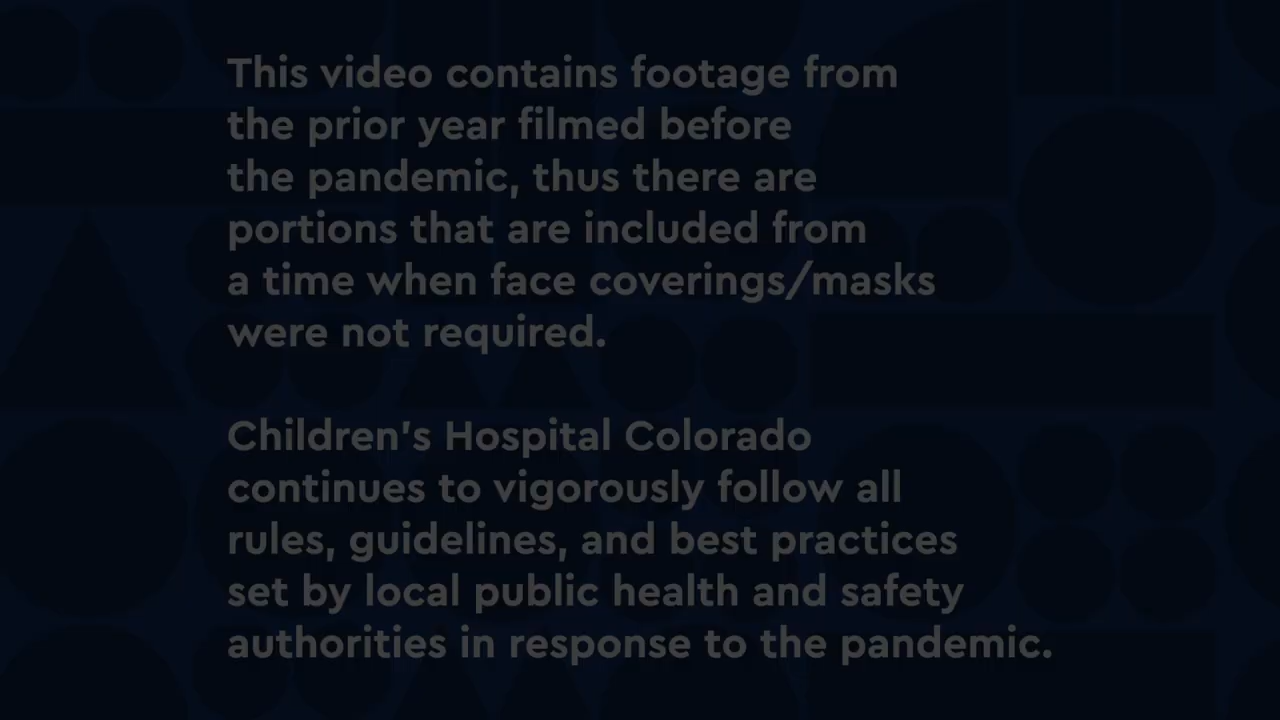 This video contains footage from
the prior year filmed before
the pandemic, thus there are
portions that are included from
a time when face coverings/masks
were not required.
Children's Hospital Colorado
continues to vigorously follow all
rules, guidelines, and best practices
set by local public health and safety
authorities in response to the pandemic.